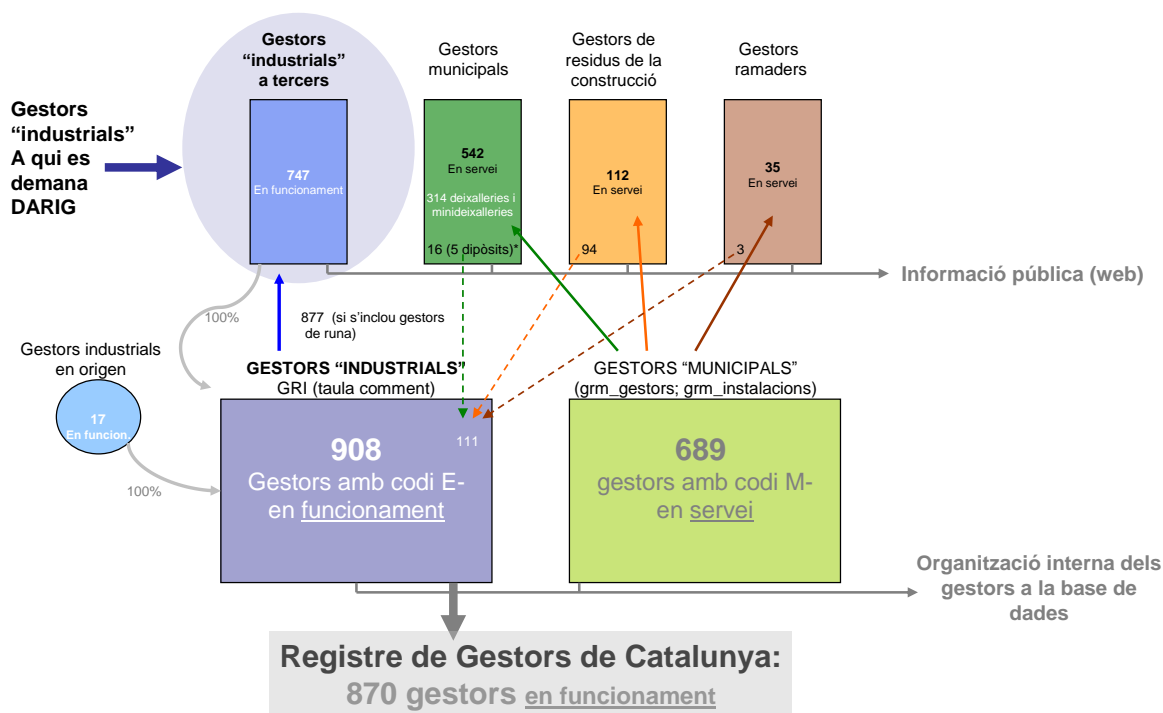 Gestors
“industrials”
a tercers
Gestors
municipals
Gestors de
residus de la
construcció
Gestors
ramaders
Gestors
“industrials”
A qui es
demana
DARIG
747
En funcionament
542
En servei
314 deixalleries i
minideixalleries
16 (5 dipòsits)*
112
En servei
94
35
En servei
3
Informació pública (web)
100%
877 (si s’inclou gestors
de runa)
Gestors industrials
en origen
17
En funcion.
100%
GESTORS “INDUSTRIALS”
GRI (taula comment)
GESTORS “MUNICIPALS”
(grm_gestors; grm_instalacions)
111
908
Gestors amb codi E-
en funcionament
689
gestors amb codi M-
en servei
Organització interna dels
gestors a la base de
dades
Registre de Gestors de Catalunya:
870 gestors en funcionament